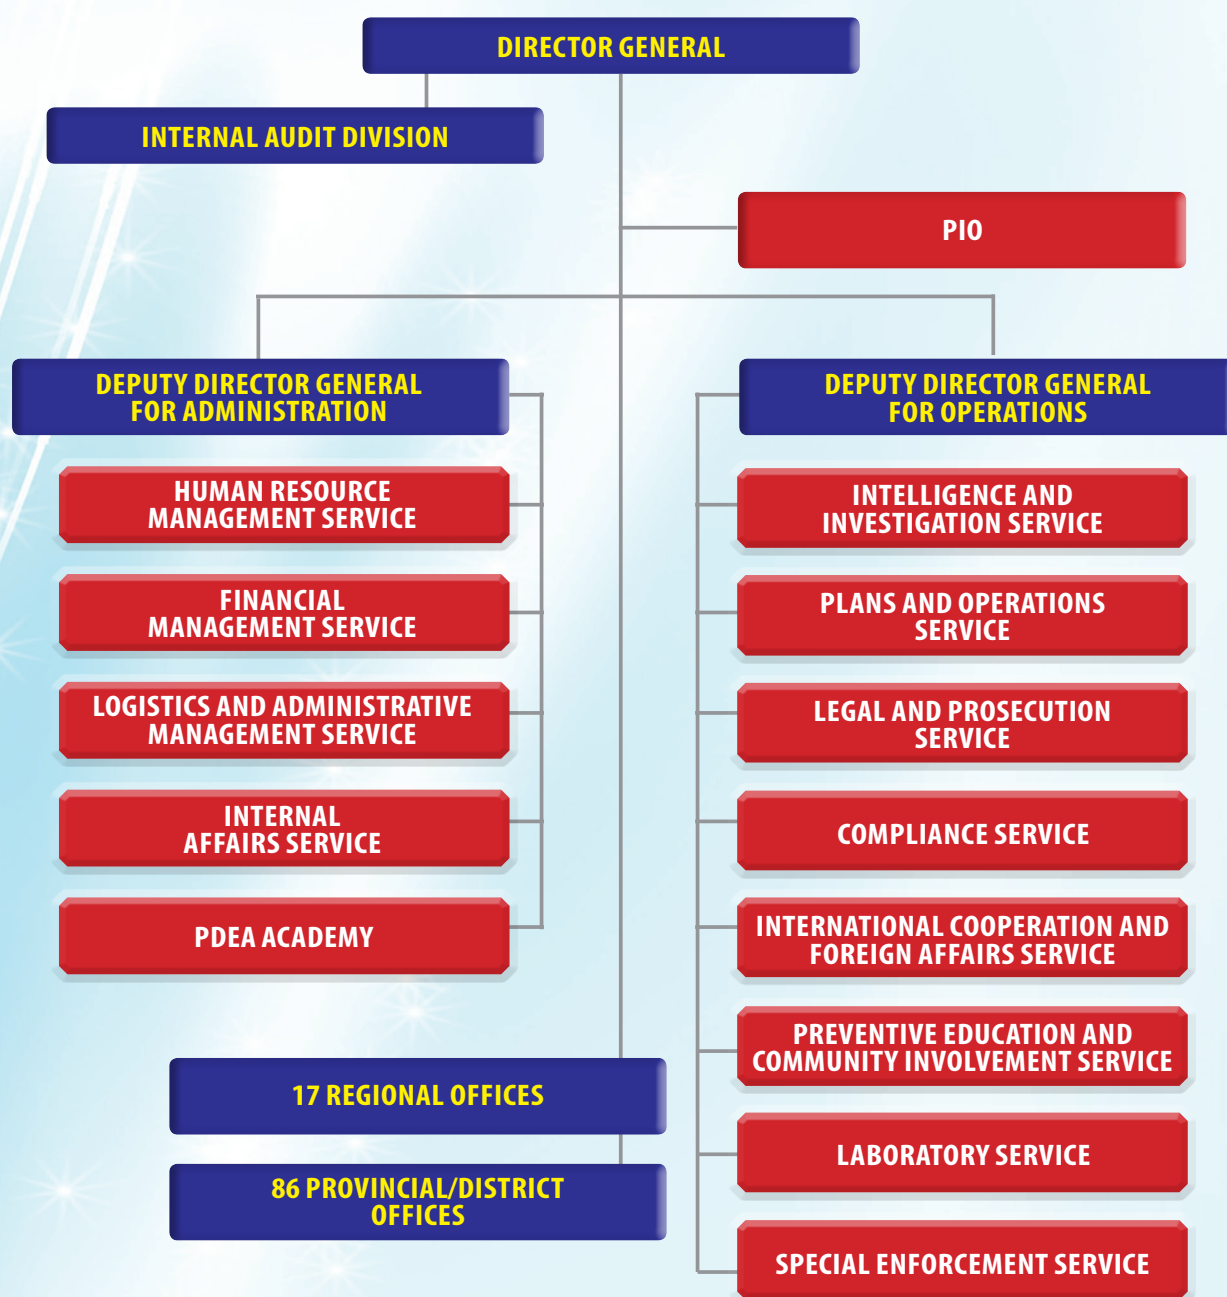 DIRECTOR GENERAL
INTERNAL AUDIT DIVISION
PIO
DEPUTY DIRECTOR GENERAL
FOR ADMINISTRATION
HUMAN RESOURCE
MANAGEMENT SERVICE
FINANCIAL
MANAGEMENT SERVICE
LOGISTICS AND ADMINISTRATIVE
MANAGEMENT SERVICE
INTERNAL
AFFAIRS SERVICE
PDEA ACADEMY
DEPUTY DIRECTOR GENERAL
FOR OPERATIONS
INTELLIGENCE AND
INVESTIGATION SERVICE
PLANS AND OPERATIONS
SERVICE
LEGAL AND PROSECUTION
SERVICE
COMPLIANCE SERVICE
INTERNATIONAL COOPERATION AND
FOREIGN AFFAIRS SERVICE
PREVENTIVE EDUCATION AND
COMMUNITY INVOLVEMENT SERVICE
LABORATORY SERVICE
SPECIAL ENFORCEMENT SERVICE
17 REGIONAL OFFICES
86 PROVINCIAL/DISTRICT
OFFICES